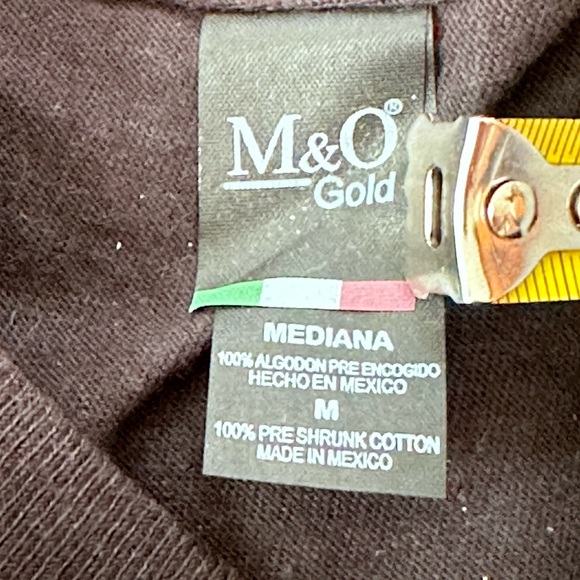 M&O®
Gold
MEDIANA
100% ALGODON PRE ENCOGIDO
HECHO EN MEXICO
M
100% PRE SHRUNK COTTON
MADE IN MEXICO